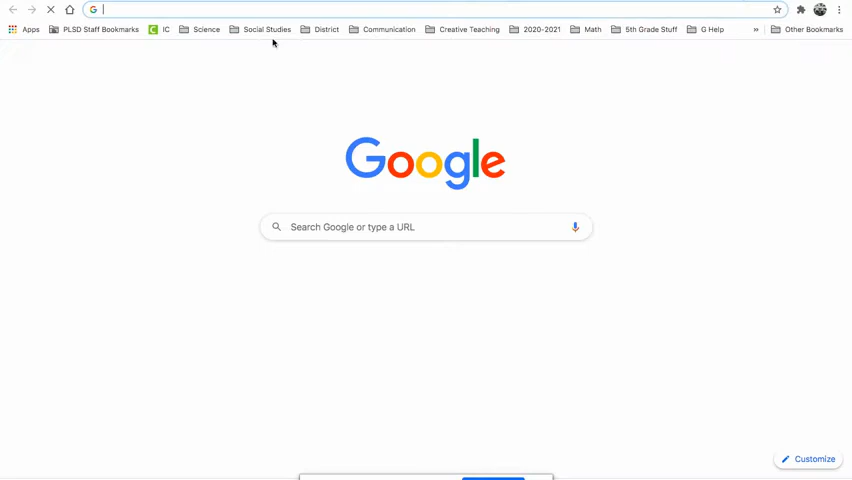 G
Apps PLSD Staff Bookmarks C IC Science Social Studies District Communication Creative Teaching 2020-2021 Math 5th Grade Stuff G Help » Other Bookmarks
Google
Search Google or type a URL
Customize